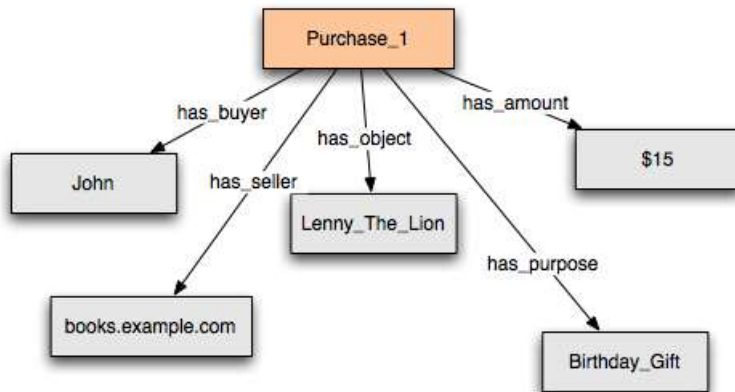 Purchase_1
has_buyer
has_amount
has_object
John
$15
has_seller
Lenny_The_Lion
has_purpose
books.example.com
Birthday_Gift